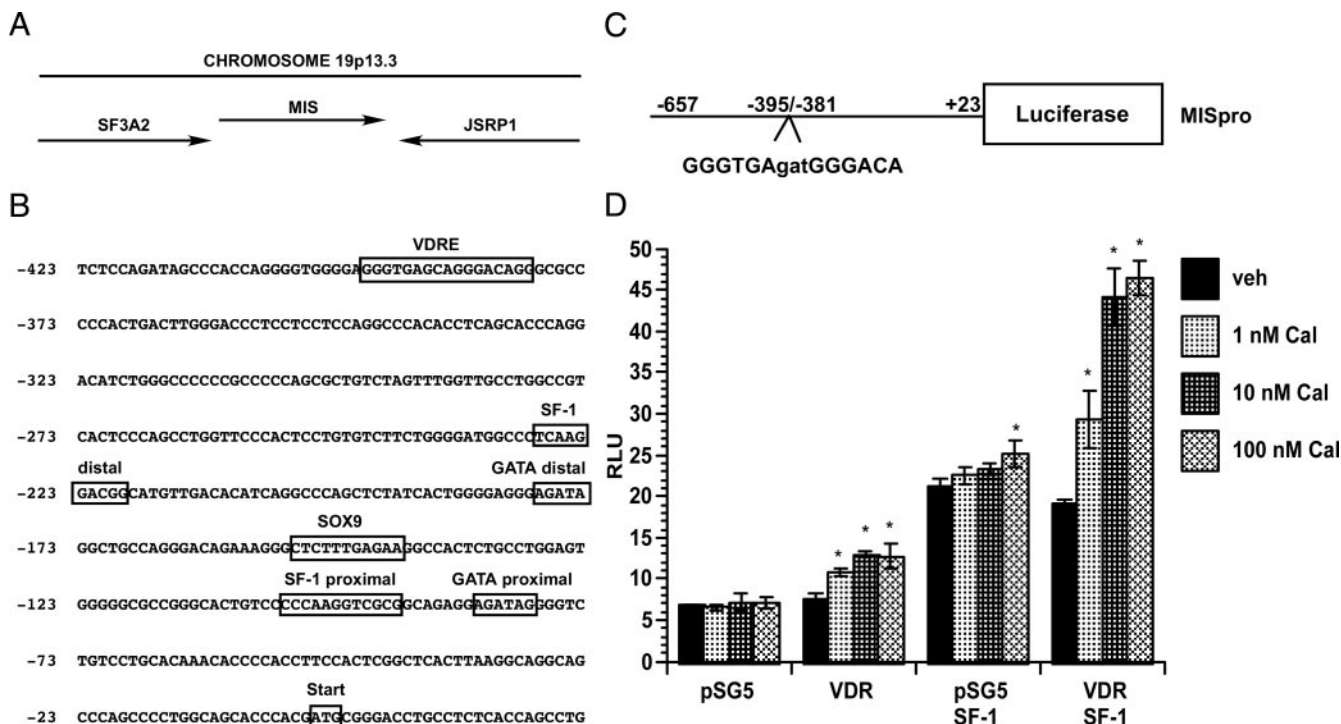 A
CHROMOSOME 19p13.3
MIS
SF3A2
JSRP1
B
VDRE
-423 TCTCCAGATAGCCCACCAGGGGTGGGGAGGGTGAGCAGGGACAGGGCGCC
-373 CCCACTGACTTGGGACCCTCCTCCTCCAGGCCCACACCTCAGCACCCAGG
-323 ACATCTGGGCCCCCCGCCCCCAGCGCTGTCTAGTTTGGTTGCCTGGCCGT
SF-1
-273 CACTCCCAGCCTGGTTCCCACTCCTGTGTCTTCTGGGGATGGCCCTCAAG
distal GATA distal
-223 GACGGCATGTTGACACATCAGGCCCAGCTCTATCACTGGGGAGGGAGATA
SOX9
-173 GGCTGCCAGGGACAGAAAGGGCTCTTTGAGAAGGCCACTCTGCCTGGAGT
SF-1 proximal GATA proximal
-123 GGGGGCGCCGGGCACTGTCCCCCAAGGTCGCGGCAGAGGAGATAGGGGTC
-73 TGTCCTGCACAAACACCCCACCTTCCACTCGGCTCACTTAAGGCAGGCAG
Start
-23 CCCAGCCCCTGGCAGCACCCACGATGCGGGACCTGCCTCTCACCAGCCTG
C
-657 -395/-381 +23
Luciferase
MISpro
GGGTGAgatGGGACA
D
RLU
50
45
40
35
30
25
20
15
10
5
0
* * *
*
* * *
pSG5
VDR
pSG5
SF-1
VDR
SF-1
veh
1 nM Cal
10 nM Cal
100 nM Cal